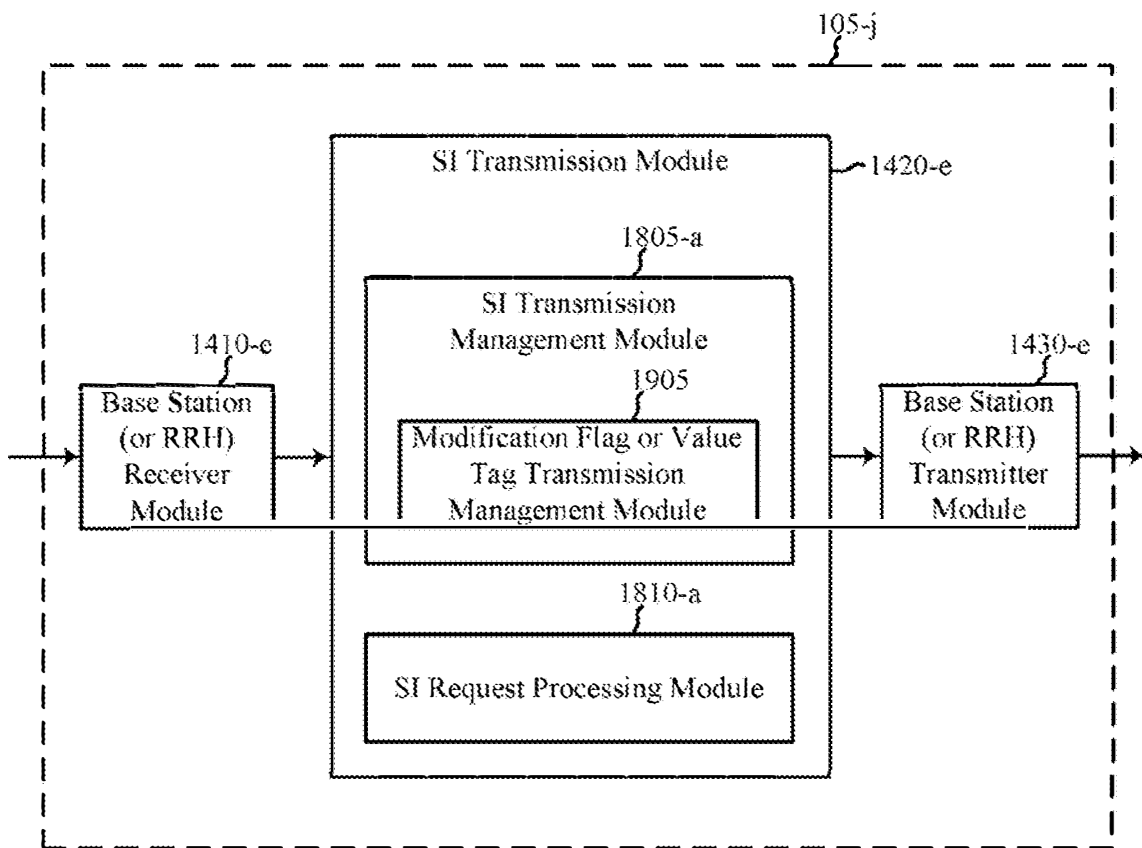 105-j
SI Transmission Module
1420-e
1805-a
SI Transmission
Management Module
1410-e
Base Station
(or RRH)
Receiver
Module
1905
Modification Flag or Value
Tag Transmission
Management Module
1430-e
Base Station
(or RRH)
Transmitter
Module
1810-a
SI Request Processing Module